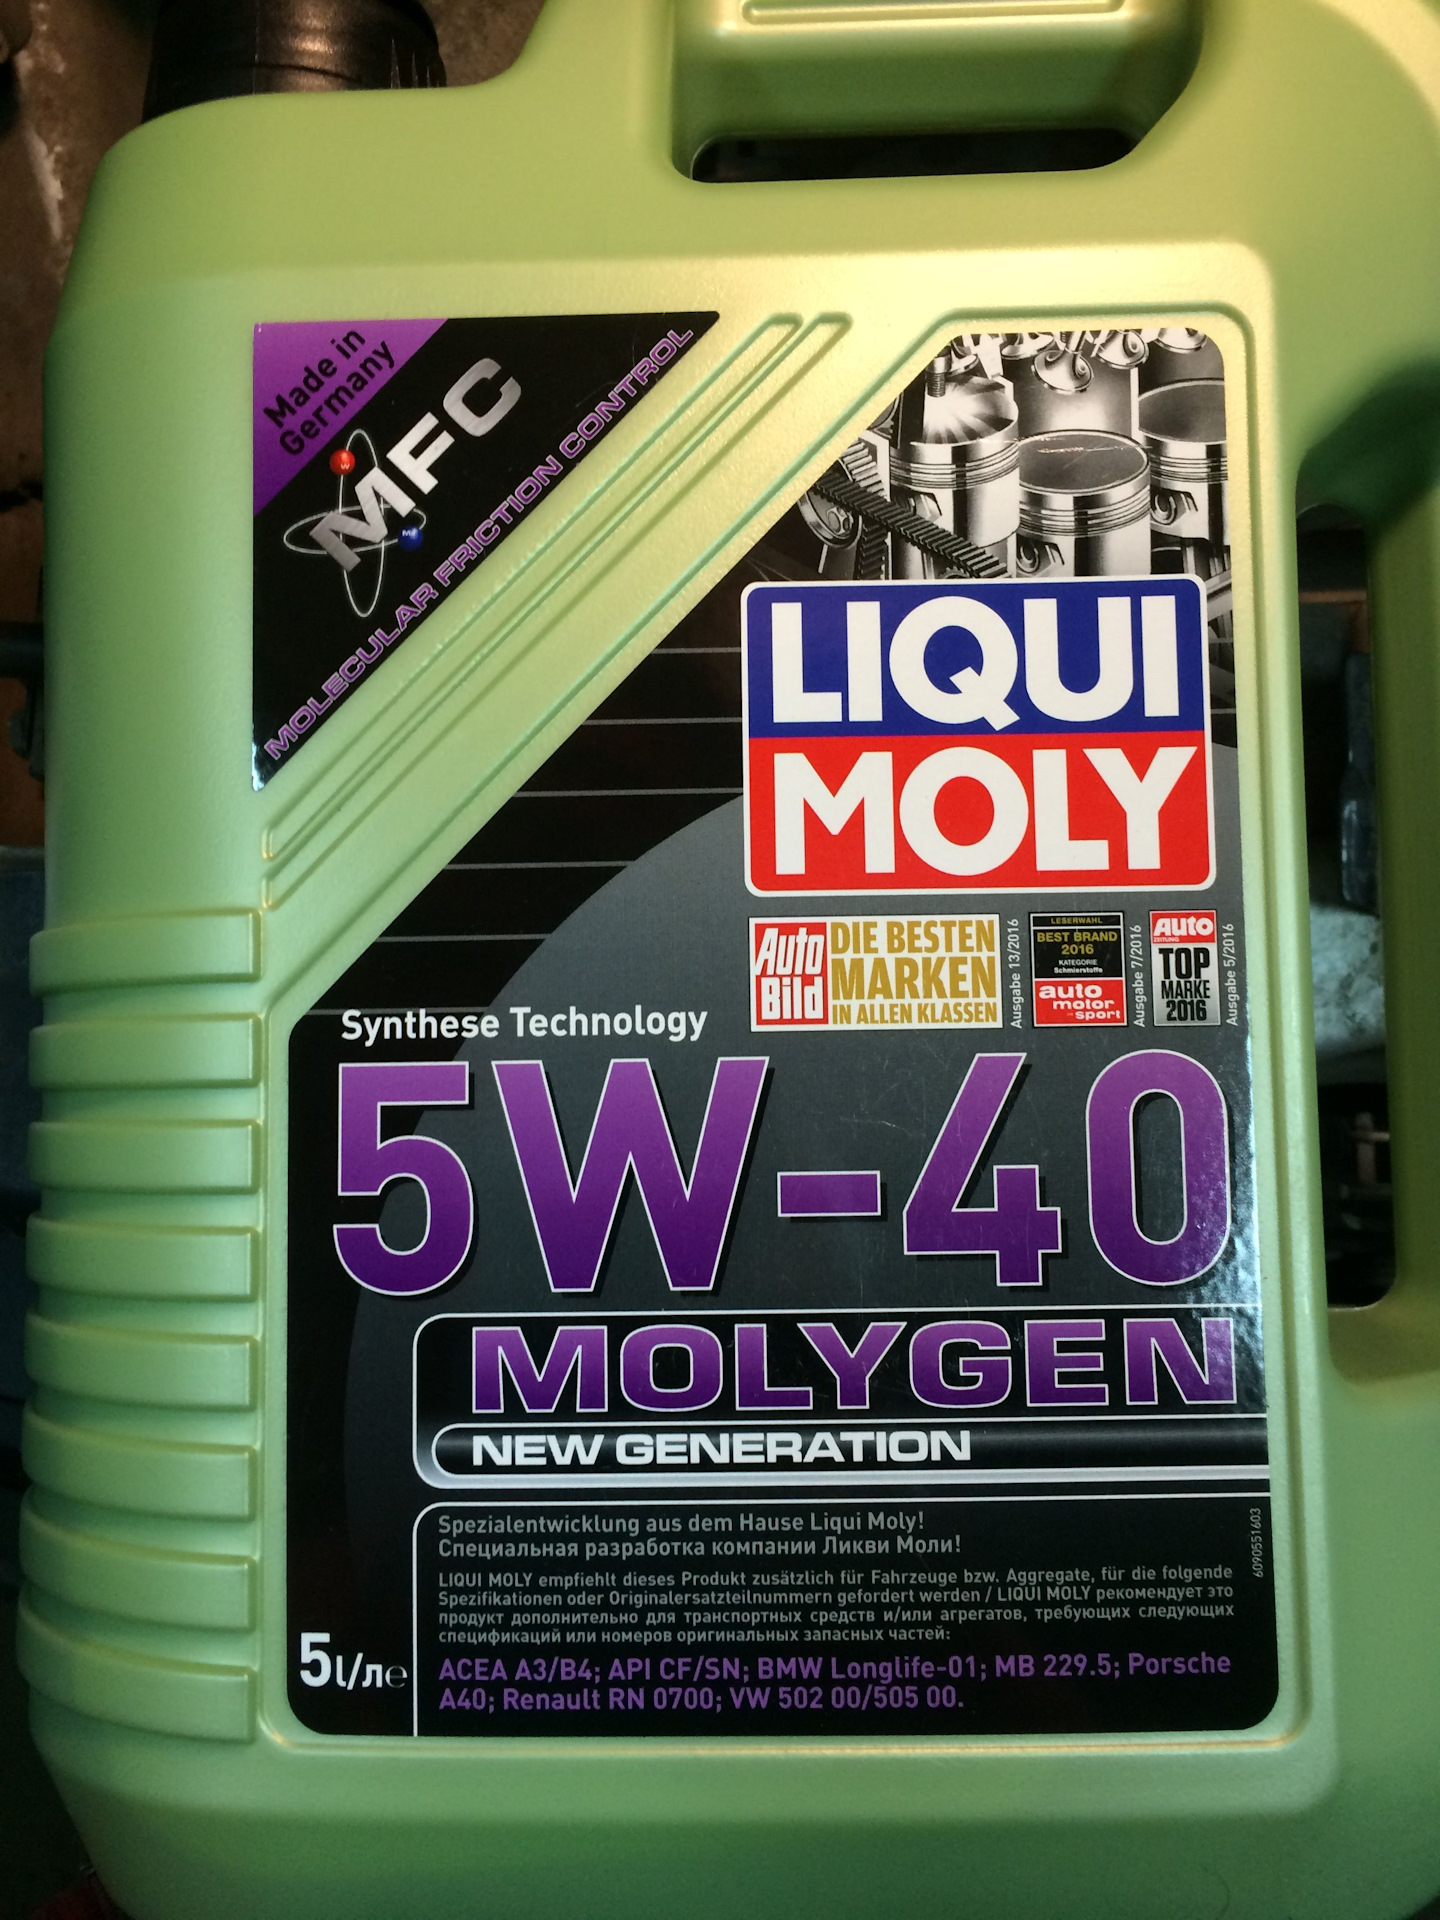 Made in
Germany
MFC
W
MOLECULAR FRICTION CONTROL
LIQUI
MOLY
Auto
Bild
DIE BESTEN
MARKEN
IN ALLEN KLASSEN
Ausgabe 13/2016
LESERWAHL
BEST BRAND
2016
KATEGORIE
Schmierstoffe
auto
motor
sport
Ausgabe 7/2016
Auto
ZEITUNG
TOP
MARKE
2016
Ausgabe 5/2016
Synthese Technology
5W-40
MOLYGEN
NEW GENERATION
Spezialentwicklung aus dem Hause Liqui Moly!
Специальная разработка компании Ликви Моли!
LIQUI MOLY empfiehlt dieses Produkt zusätzlich für Fahrzeuge bzw. Aggregate, für die folgende
Spezifikationen oder Originalersatzteilnummern gefordert werden / LIQUI MOLY рекомендует это
продукт дополнительно для транспортных средств и/или агрегатов, требующих следующих
спецификаций или номеров оригинальных запасных частей:
ACEA A3/B4; API CF/SN; BMW Longlife-01; MB 229.5; Porsche
A40; Renault RN 0700; VW 502 00/505 00.
5l/л℮
6090551603